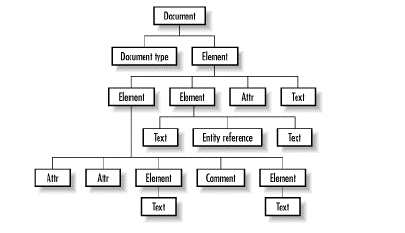 Document
Document type Element
Element Element Attr Text
Text Entity reference Text
Attr Attr Element Comment Element
Text Text